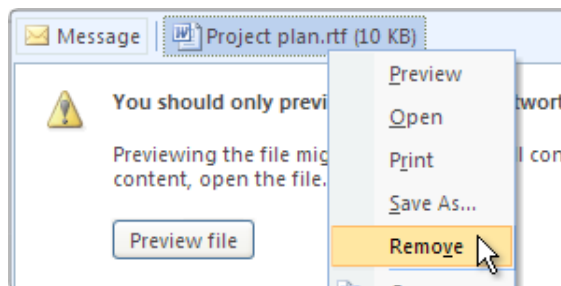 Message Project plan.rtf (10 KB)
Preview
You should only previ
Open
Previewing the file mig
Print
content, open the file.
Save As...
Preview file
Remove